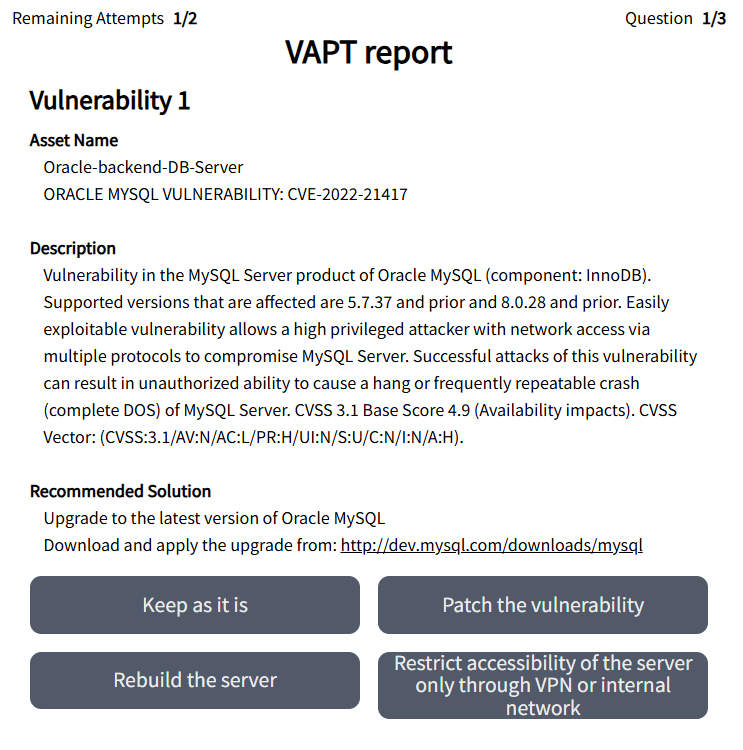 Remaining Attempts 1/2
Question 1/3
VAPT report
Vulnerability 1
Asset Name
Oracle-backend-DB-Server
ORACLE MYSQL VULNERABILITY: CVE-2022-21417
Description
Vulnerability in the MySQL Server product of Oracle MySQL (component: InnoDB).
Supported versions that are affected are 5.7.37 and prior and 8.0.28 and prior. Easily
exploitable vulnerability allows a high privileged attacker with network access via
multiple protocols to compromise MySQL Server. Successful attacks of this vulnerability
can result in unauthorized ability to cause a hang or frequently repeatable crash
(complete DOS) of MySQL Server. CVSS 3.1 Base Score 4.9 (Availability impacts). CVSS
Vector: (CVSS:3.1/AV:N/AC:L/PR:H/UI:N/S:U/C:N/I:N/A:H).
Recommended Solution
Upgrade to the latest version of Oracle MySQL
Download and apply the upgrade from: http://dev.mysql.com/downloads/mysql
Keep as it is
Patch the vulnerability
Rebuild the server
Restrict accessibility of the server
only through VPN or internal
network